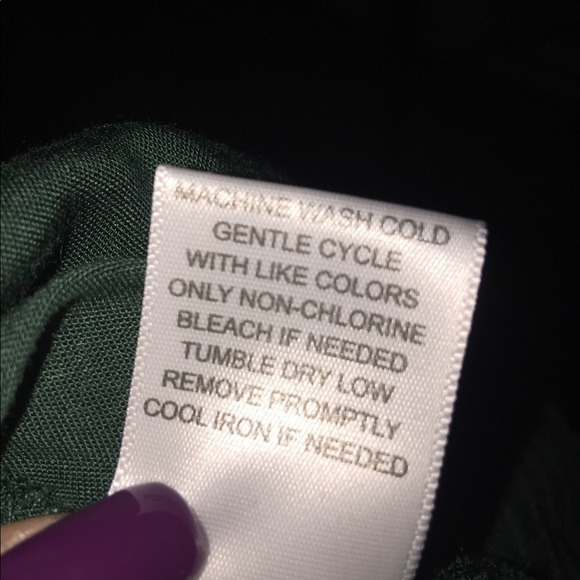 MACHINE WASH COLD
GENTLE CYCLE
WITH LIKE COLORS
ONLY NON-CHLORINE
BLEACH IF NEEDED
TUMBLE DRY LOW
REMOVE PROMPTLY
COOL IRON IF NEEDED